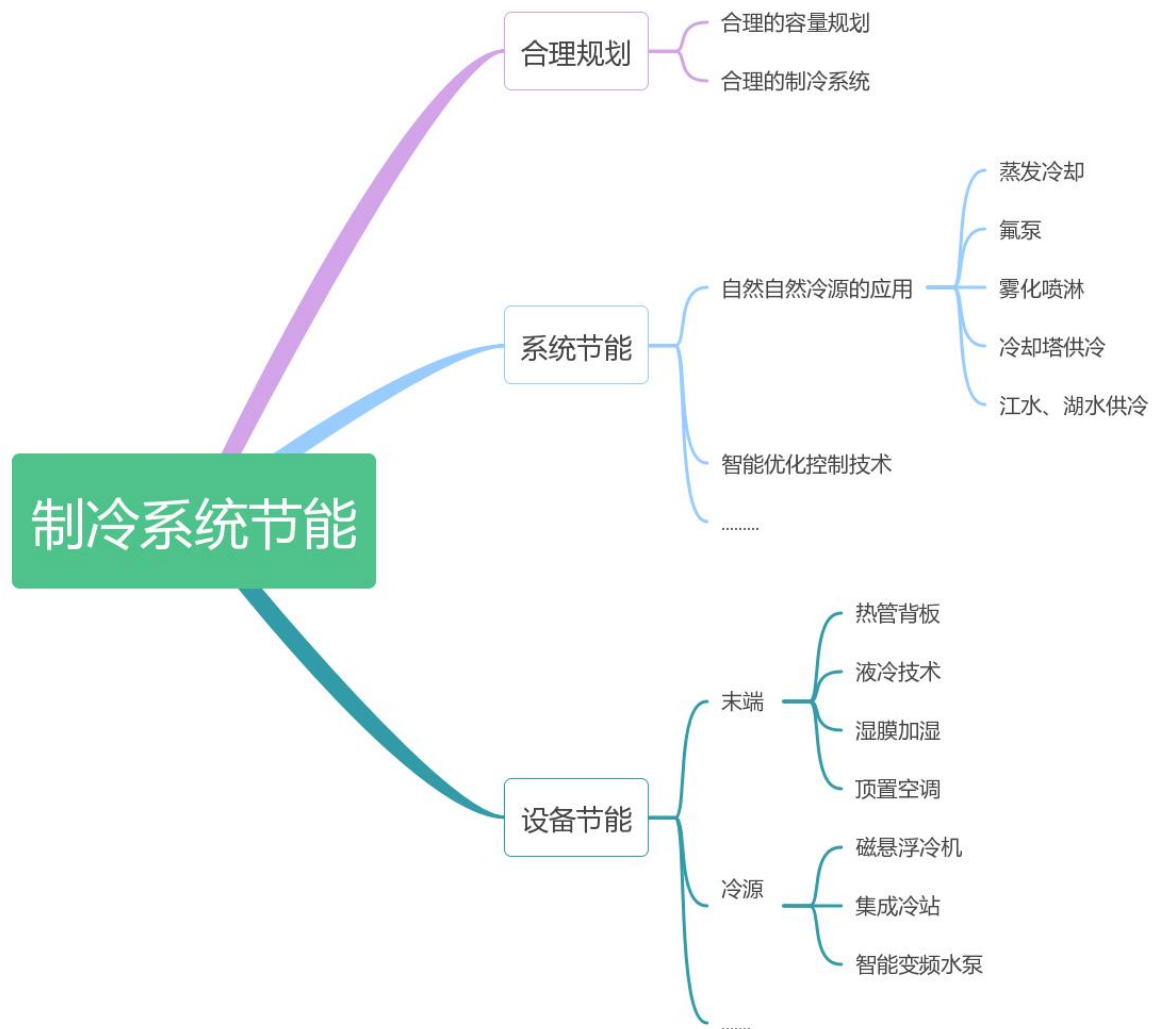 合理规划
合理的容量规划
合理的制冷系统
制冷系统节能
系统节能
自然自然冷源的应用
蒸发冷却
氟泵
雾化喷淋
冷却塔供冷
江水、湖水供冷
智能优化控制技术
.........
设备节能
末端
热管背板
液冷技术
湿膜加湿
顶置空调
冷源
磁悬浮冷机
集成冷站
智能变频水泵
.......